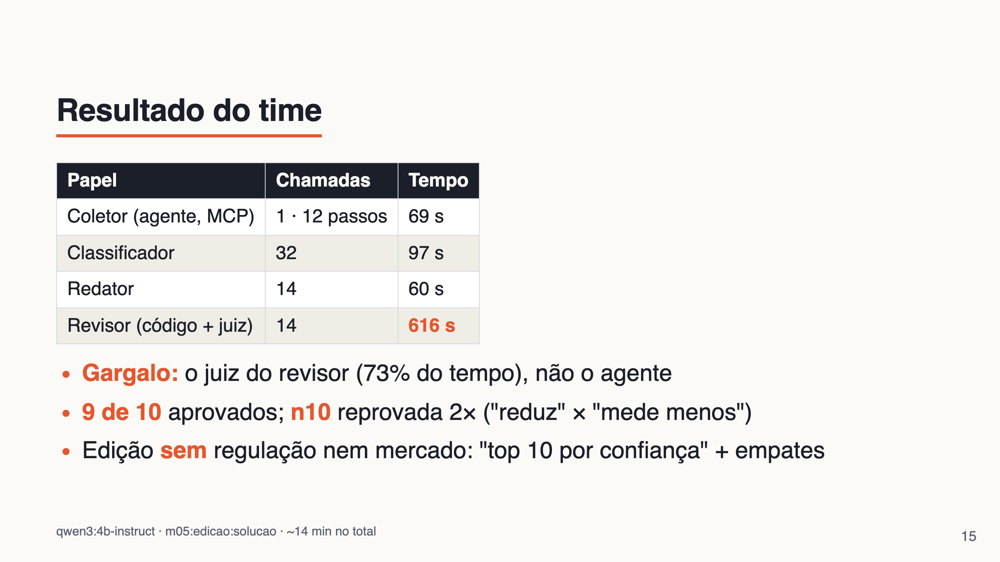 Resultado do time
Papel Chamadas Tempo
Coletor (agente, MCP) 1 · 12 passos 69 s
Classificador 32 97 s
Redator 14 60 s
Revisor (código + juiz) 14 616 s
• Gargalo: o juiz do revisor (73% do tempo), não o agente
• 9 de 10 aprovados; n10 reprovada 2× ("reduz" × "mede menos")
• Edição sem regulação nem mercado: "top 10 por confiança" + empates
qwen3:4b-instruct · m05:edicao:solucao · ~14 min no total
15